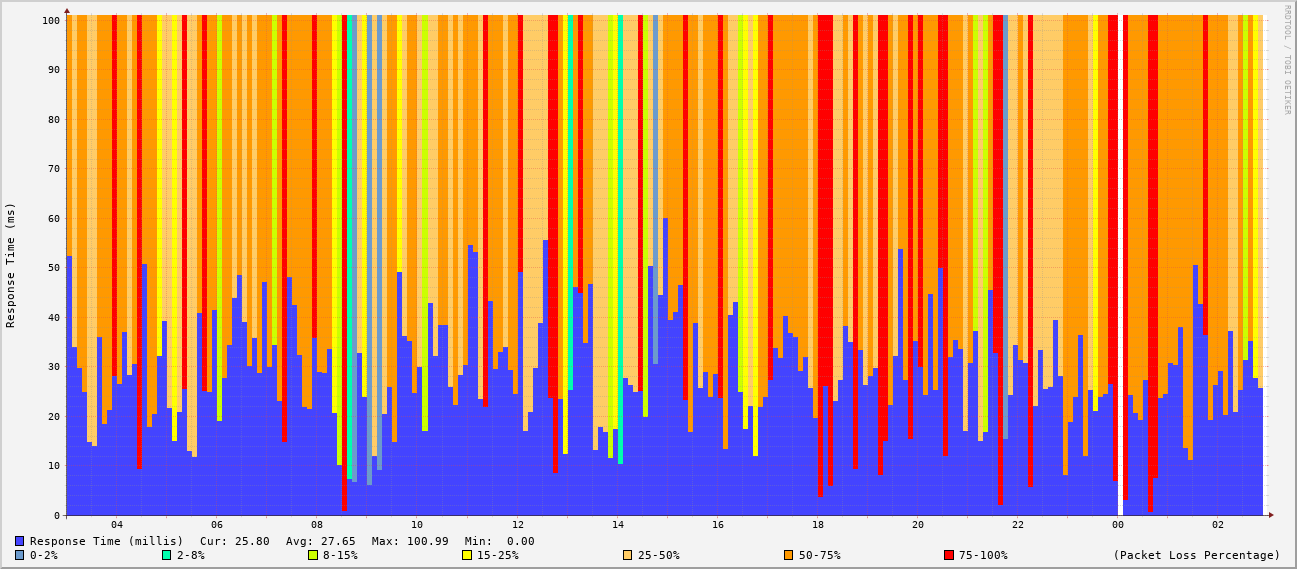 RRDTOOL / TOBI OETIKER
Response Time (ms)
100
90
80
70
60
50
40
30
20
10
0
04 06 08 10 12 14 16 18 20 22 00 02
Response Time (millis) Cur: 25.80 Avg: 27.65 Max: 100.99 Min: 0.00
0-2% 2-8% 8-15% 15-25% 25-50% 50-75% 75-100% (Packet Loss Percentage)